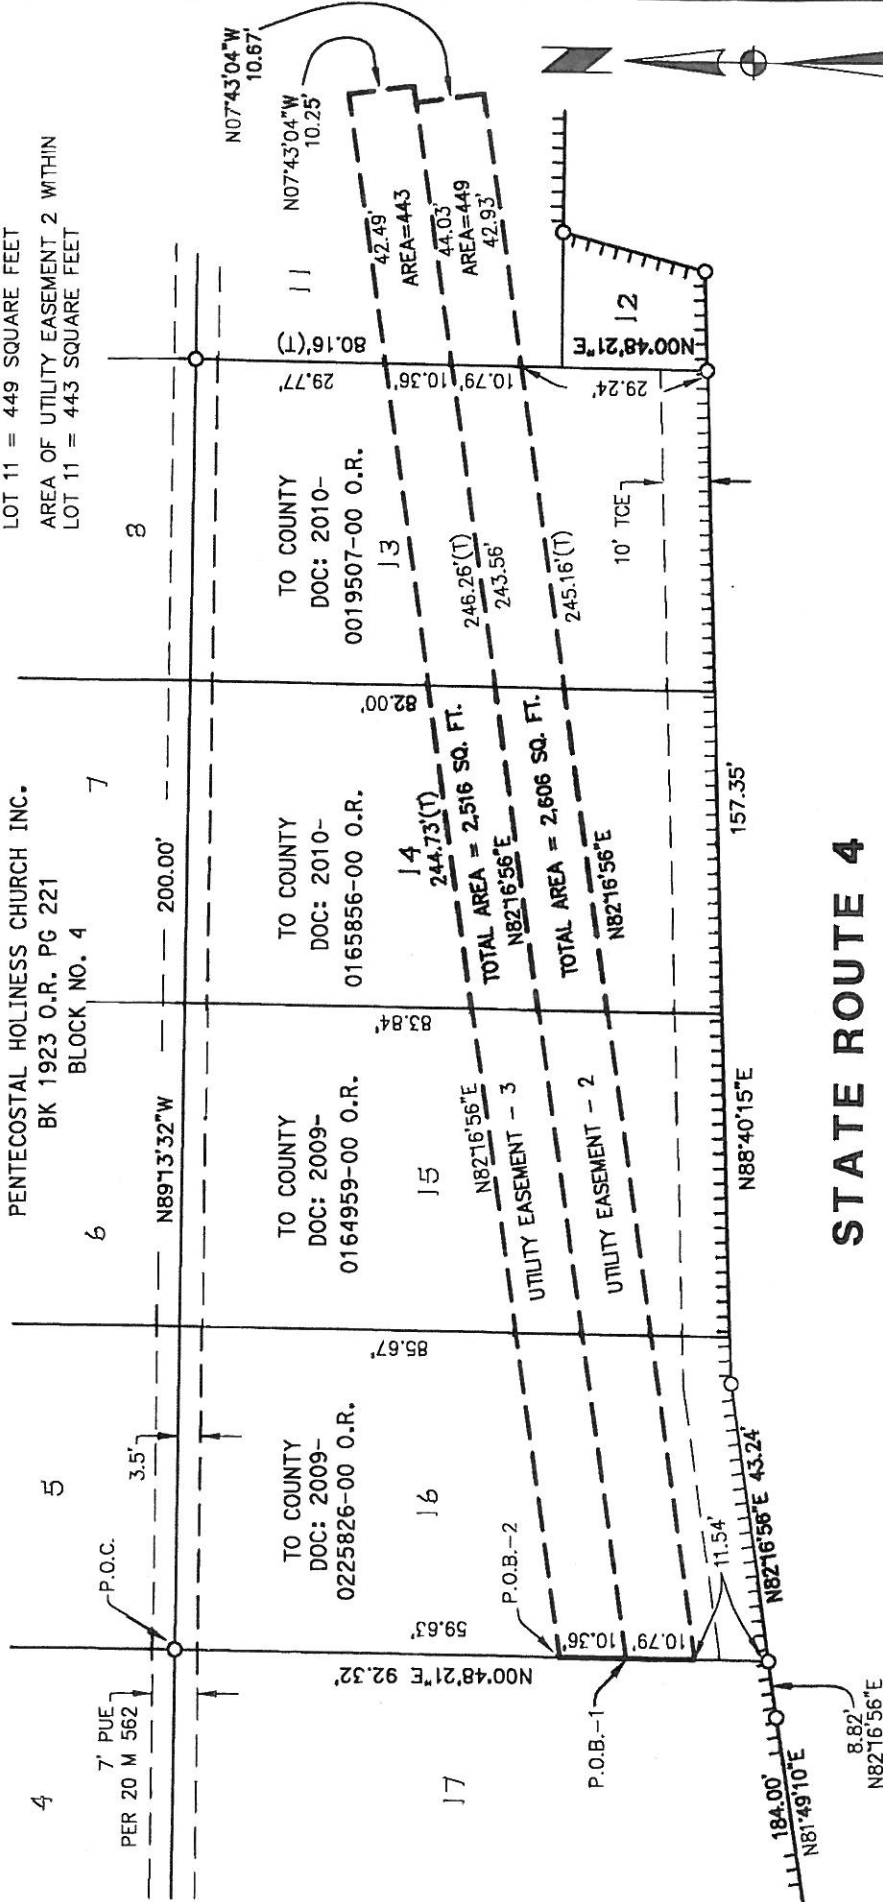 LOT 11 = 449 SQUARE FEET
AREA OF UTILITY EASEMENT 2 WITHIN
LOT 11 = 443 SQUARE FEET
PENTECOSTAL HOLINESS CHURCH INC.
BK 1923 O.R. PG 221
BLOCK NO. 4
4
5
6
7
8
7' PUE
PER 20 M 562
P.O.C.
3.5'
N89°13'32"W
200.00'
N07°43'04"W
10.67'
N07°43'04"W
10.25'
TO COUNTY
DOC: 2009-
0225826-00 O.R.
16
TO COUNTY
DOC: 2009-
0164959-00 O.R.
15
TO COUNTY
DOC: 2010-
0165856-00 O.R.
14
TO COUNTY
DOC: 2010-
0019507-00 O.R.
13
11
12
17
N00°48'21"E 92.32'
59.63'
10.36'
10.79'
85.67'
83.84'
82.00'
80.16'(T)
29.77'
10.36'
10.79'
29.24'
N00°48'21"E
42.49'
AREA=443
44.03'
AREA=449
42.93'
P.O.B.-2
P.O.B.-1
N82°16'56"E
244.73'(T)
UTILITY EASEMENT - 3
TOTAL AREA = 2,516 SQ. FT.
N82°16'56"E
246.26'(T)
243.56'
UTILITY EASEMENT - 2
TOTAL AREA = 2,606 SQ. FT.
N82°16'56"E
245.16'(T)
10' TCE
11.54'
N82°16'56"E 43.24'
N88°40'15"E
157.35'
184.00'
N81°49'10"E
8.82'
N82°16'56"E
STATE ROUTE 4
N